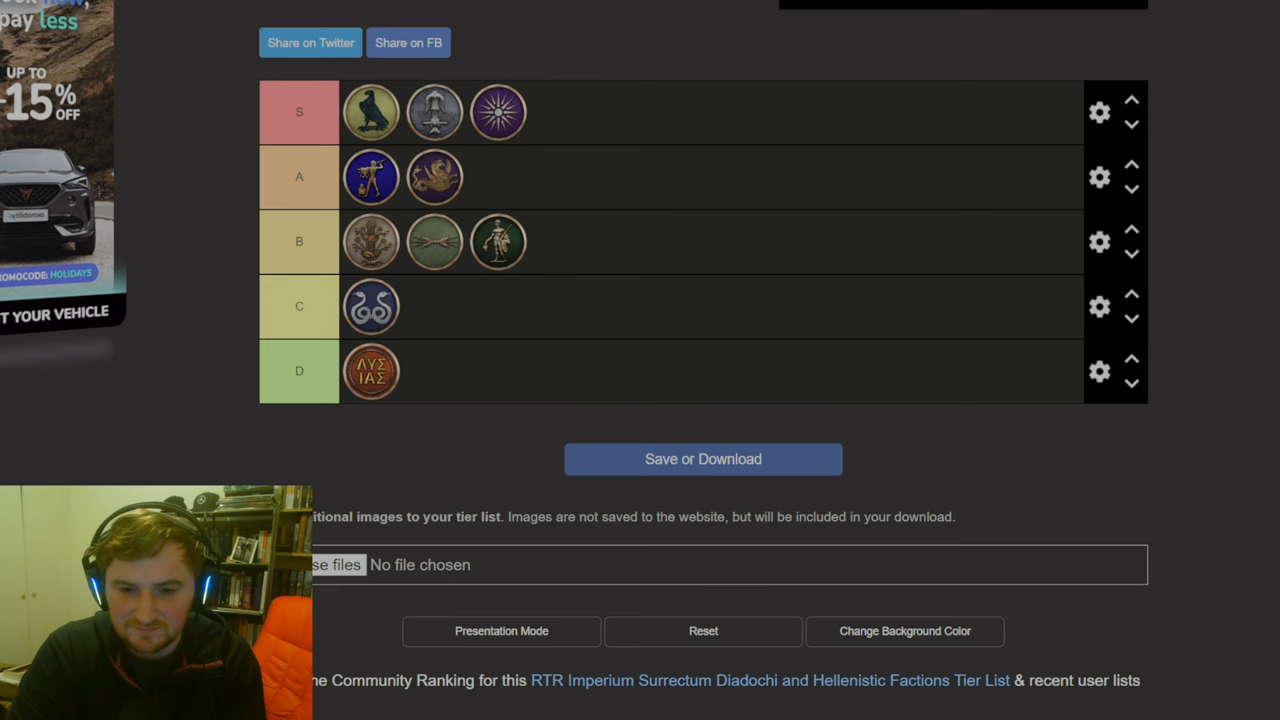 pay less
UP TO
-15%
OFF
HOLIDAYS
T YOUR VEHICLE
Share on Twitter
Share on FB
S
A
B
C
ΛΥΣ
ΙΑΣ
D
Save or Download
itional images to your tier list. Images are not saved to the website, but will be included in your download.
se files No file chosen
Presentation Mode
Reset
Change Background Color
he Community Ranking for this RTR Imperium Surrectum Diadochi and Hellenistic Factions Tier List & recent user lists